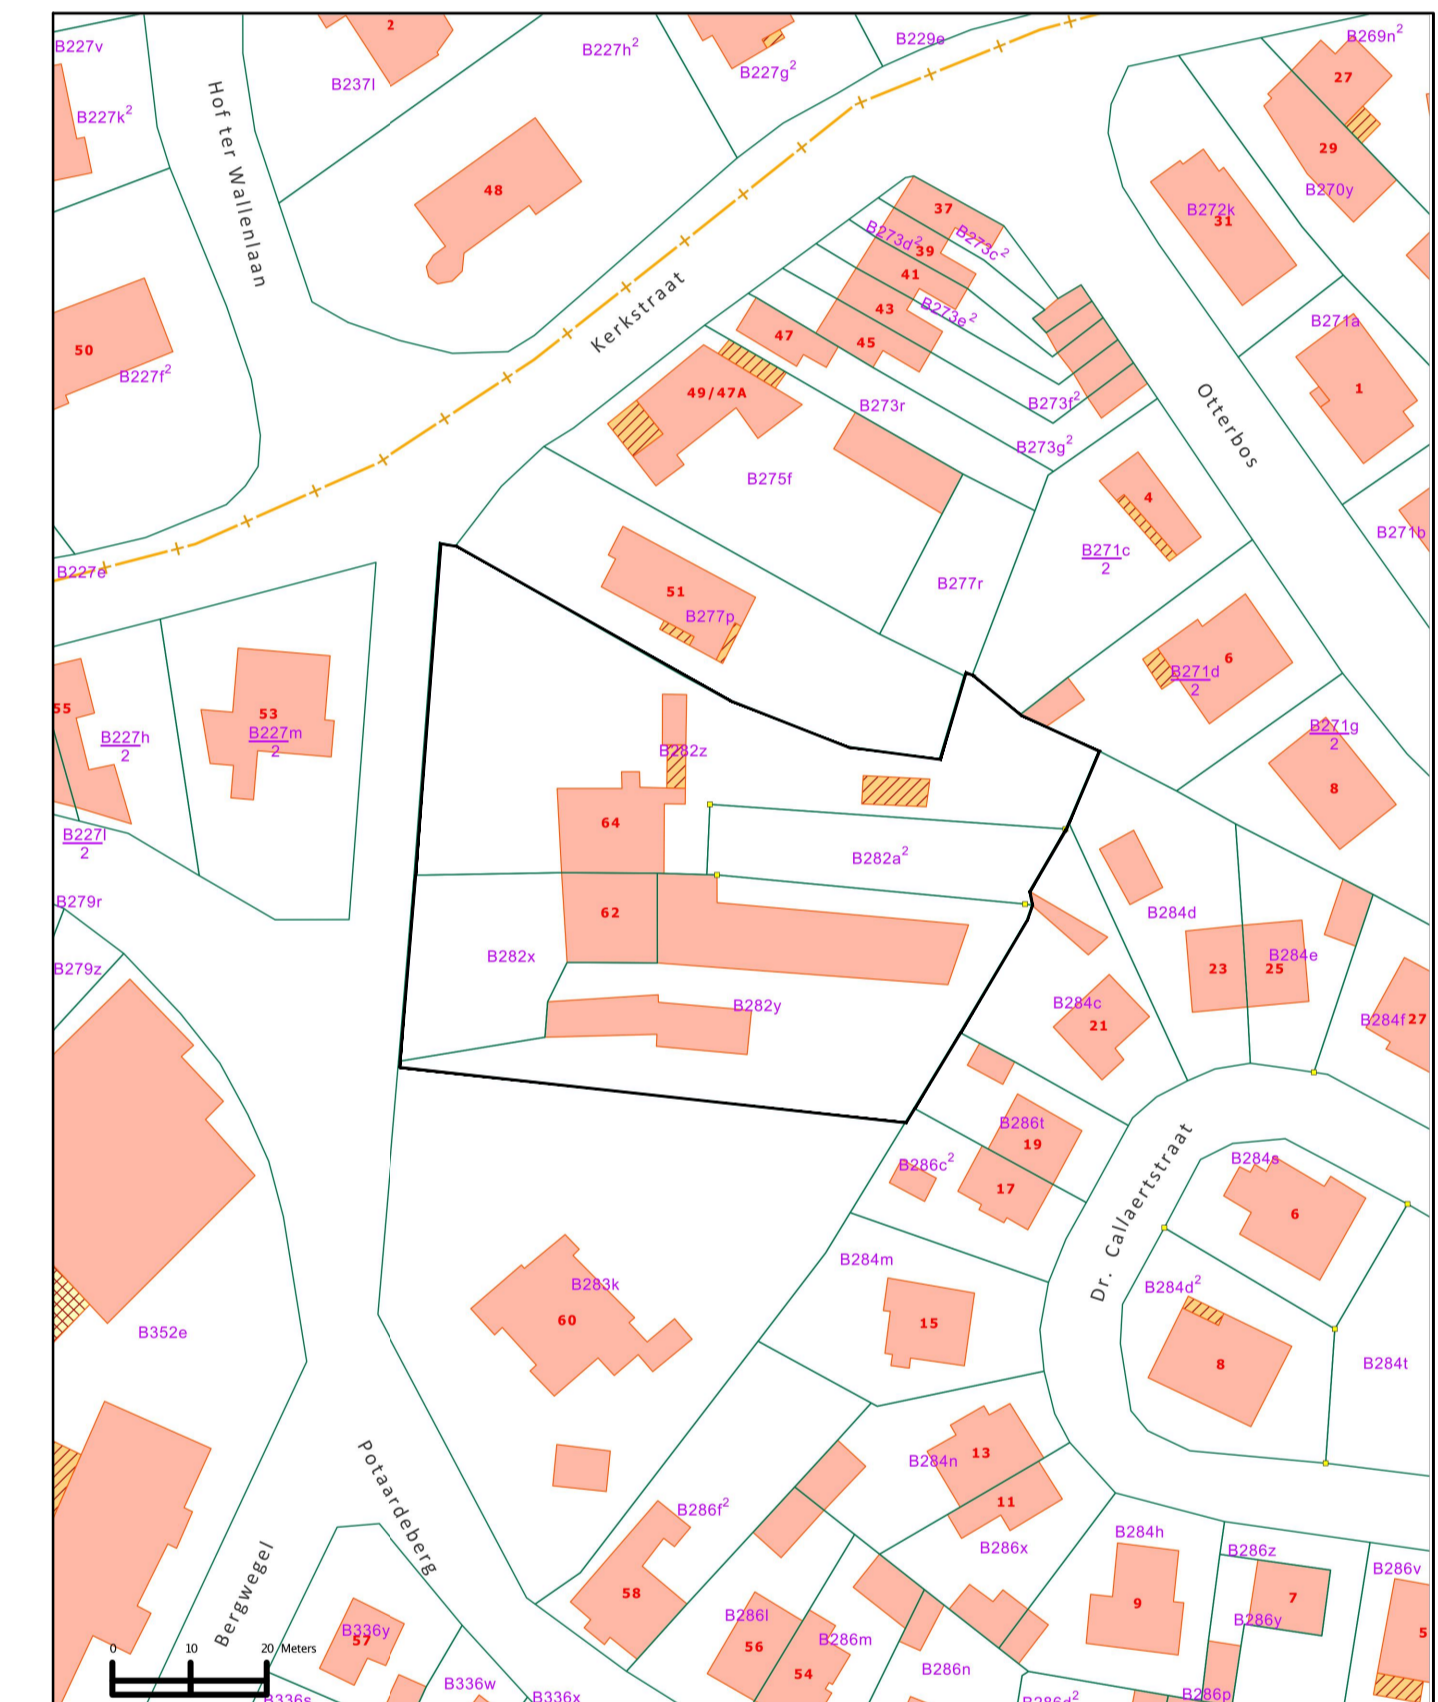 B227v
2
B237l
B227h²
B227g²
B229e
B269n²
27
B227k²
Hof ter Wallenlaan
48
29
B270y
B272k
31
37
B273d²
39
B273c²
41
B273e²
43
45
47
Kerkstraat
B271a
1
50
B227f²
49/47A
B273r
B273f²
Otterbos
B273g²
B275f
4
B271c
2
B271b
B227e
B277r
51
B277p
6
B271d
2
55
B227h
2
53
B227m
2
B282z
B271g
2
8
64
B227l
2
B282a²
B279r
62
B284d
B282x
B279z
23
25
B284e
B282y
B284c
21
B284f
27
B286t
19
B286c²
17
Dr. Callaertstraat
B284s
6
B284m
B284d²
B283k
60
15
B352e
8
B284t
13
B284n
11
Potaardeberg
B286f²
B286x
B284h
B286z
B286v
Bergwegel
58
9
7
B286y
B286l
56
B286m
54
B336y
57
5
0 10 20 Meters
B286n
B336w
B336s
B336x
B286d²
B286p